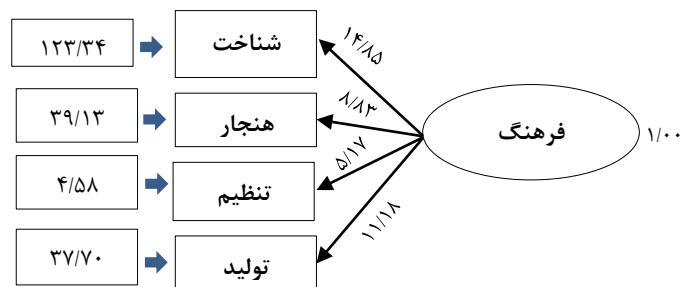 ۱۲۳/۳۴
شناخت
۱۴/۸۵
۳۹/۱۳
هنجار
۸/۸۳
فرهنگ
۱/۰۰
۴/۵۸
تنظیم
۵/۱۷
۳۷/۷۰
تولید
۱۱/۱۸